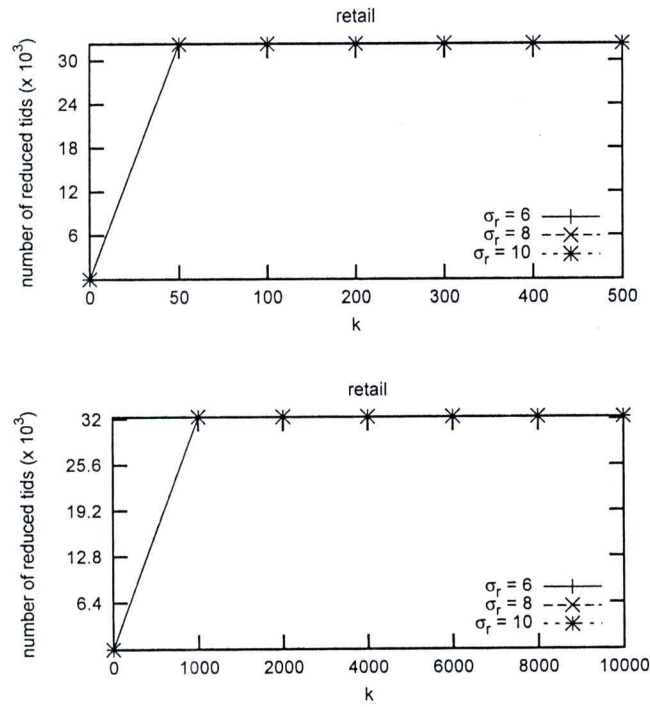 retail
number of reduced tids (x 10³)
30
24
18
12
6
σr = 6
σr = 8
σr = 10
0 50 100 200 300 400 500
k
retail
number of reduced tids (x 10³)
32
25.6
19.2
12.8
6.4
σr = 6
σr = 8
σr = 10
0 1000 2000 4000 6000 8000 10000
k